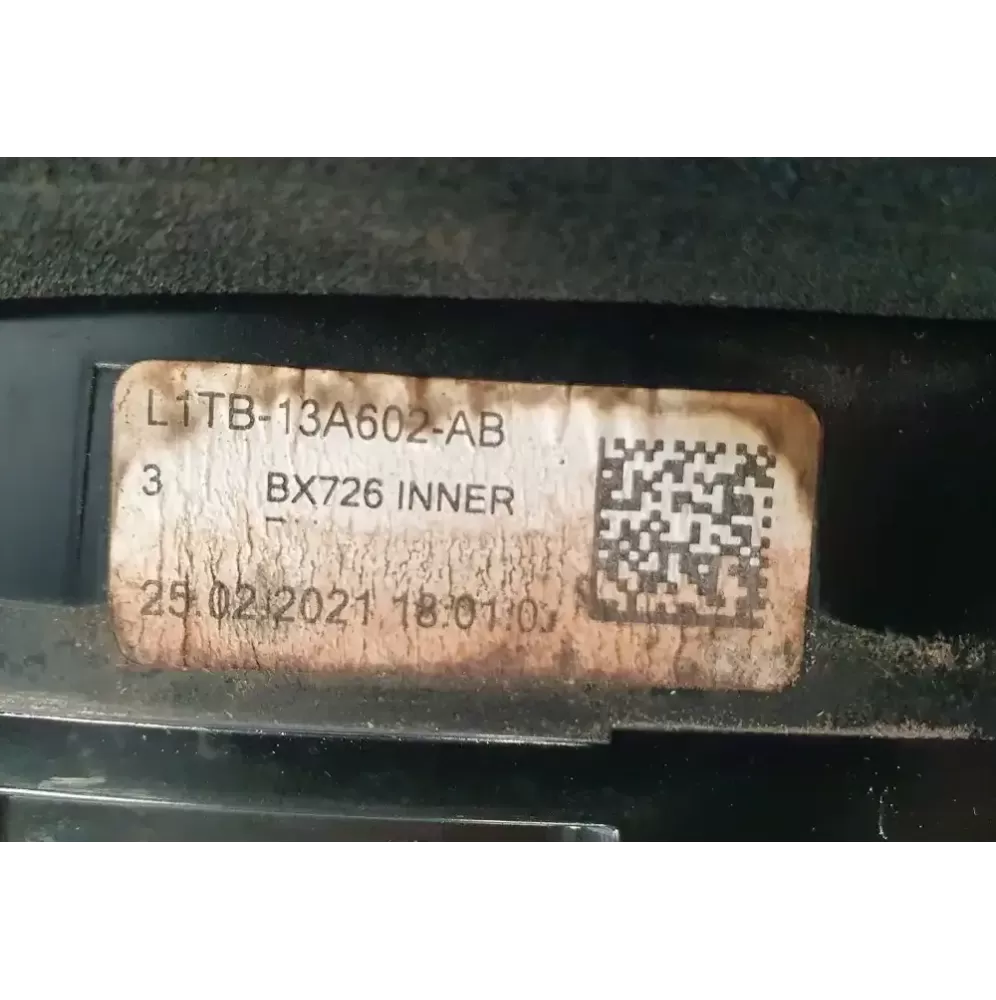 L1TB-13A602-AB
3 BX726 INNER
25.02.2021 18:01:0